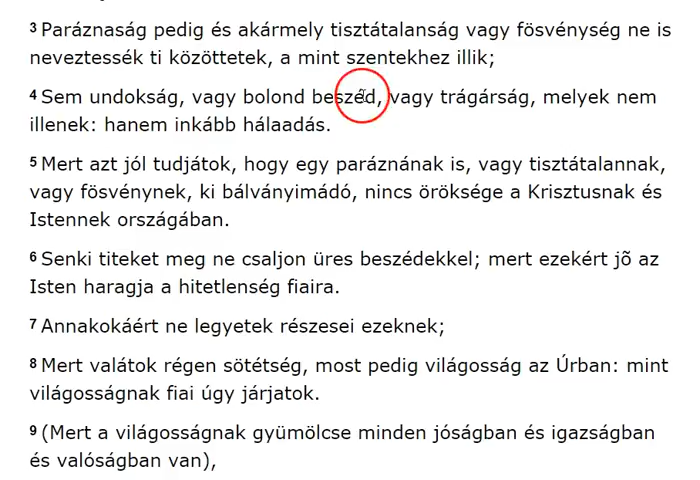 3 Paráznaság pedig és akármely tisztátalanság vagy fösvénység ne is
neveztessék ti közöttetek, a mint szentekhez illik;
4 Sem undokság, vagy bolond beszéd, vagy trágárság, melyek nem
illenek: hanem inkább hálaadás.
5 Mert azt jól tudjátok, hogy egy paráznának is, vagy tisztátalannak,
vagy fösvénynek, ki bálványimádó, nincs öröksége a Krisztusnak és
Istennek országában.
6 Senki titeket meg ne csaljon üres beszédekkel; mert ezekért jõ az
Isten haragja a hitetlenség fiaira.
7 Annakokáért ne legyetek részesei ezeknek;
8 Mert valátok régen sötétség, most pedig világosság az Úrban: mint
világosságnak fiai úgy járjatok.
9 (Mert a világosságnak gyümölcse minden jóságban és igazságban
és valóságban van),